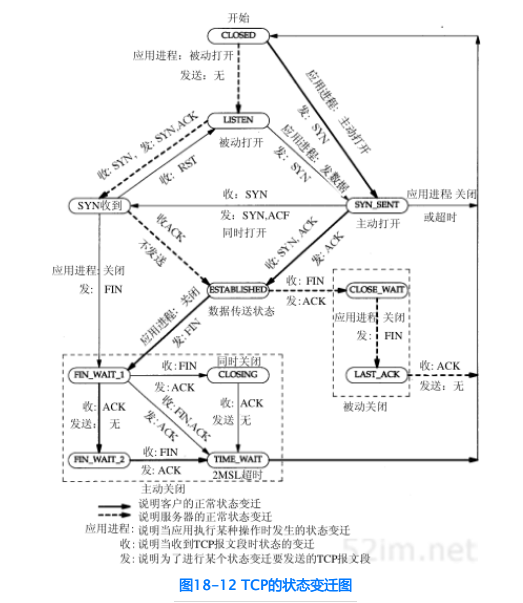 开始
CLOSED
应用进程：被动打开
发送：无
应用进程：主动打开
发：SYN
LISTEN
被动打开
收：SYN，发：SYN,ACK
收：RST
应用进程：发数据
发：SYN
SYN收到
收：SYN
发：SYN,ACF
同时打开
SYN_SENT
主动打开
应用进程 关闭
或超时
收ACK
不发送
收：SYN, ACK
发：ACK
应用进程: 关闭
发: FIN
ESTABLISHED
数据传送状态
收: FIN
发: ACK
CLOSE_WAIT
应用进程 关闭
发: FIN
LAST_ACK
被动关闭
收: ACK
发送: 无
应用进程: 关闭
发: FIN
FIN_WAIT_1
收: FIN
发: ACK
同时关闭
CLOSING
收: ACK
发送: 无
收: FIN,ACK
发: ACK
收: ACK
发送: 无
FIN_WAIT_2
收: FIN
发: ACK
TIME_WAIT
2MSL超时
主动关闭
说明客户的正常状态变迁
说明服务器的正常状态变迁
应用进程: 说明当应用执行某种操作时发生的状态变迁
收: 说明当收到TCP报文段时状态的变迁
发: 说明为了进行某个状态变迁要发送的TCP报文段
52im.net
图18-12 TCP的状态变迁图